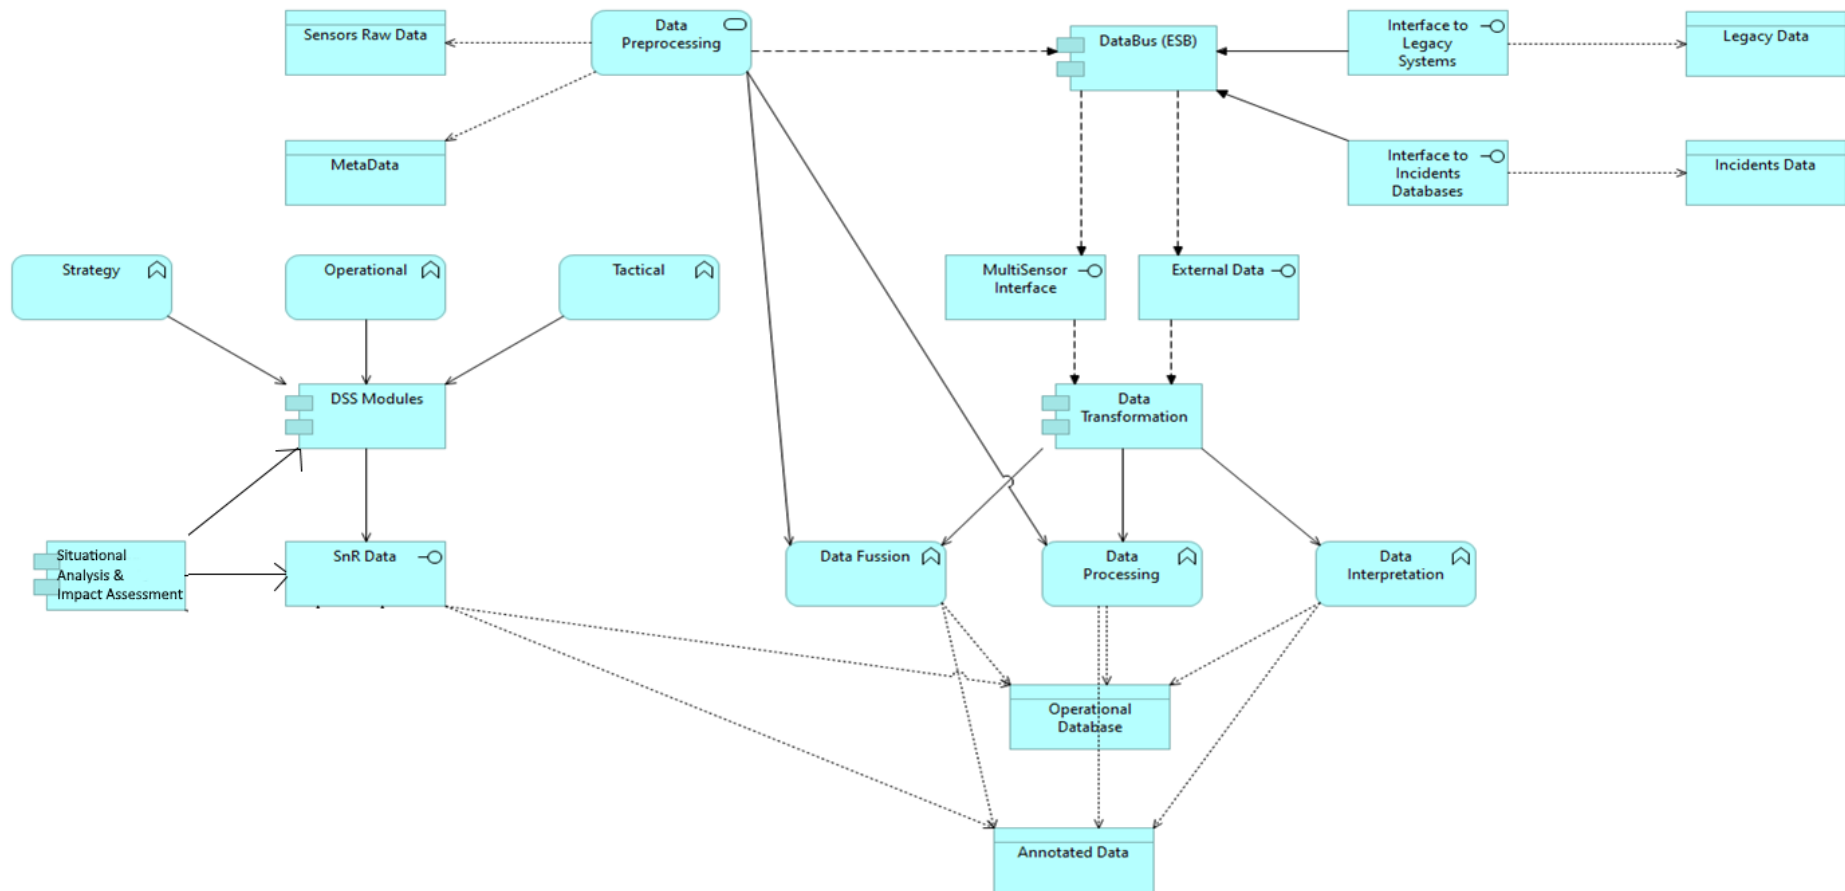 Sensors Raw Data
Data
Preprocessing
DataBus (ESB)
Interface to
Legacy
Systems
Legacy Data
MetaData
Interface to
Incidents
Databases
Incidents Data
Strategy
Operational
Tactical
MultiSensor
Interface
External Data
DSS Modules
Data
Transformation
Situational
Analysis &
Impact Assessment
SnR Data
Data Fussion
Data
Processing
Data
Interpretation
Operational
Database
Annotated Data